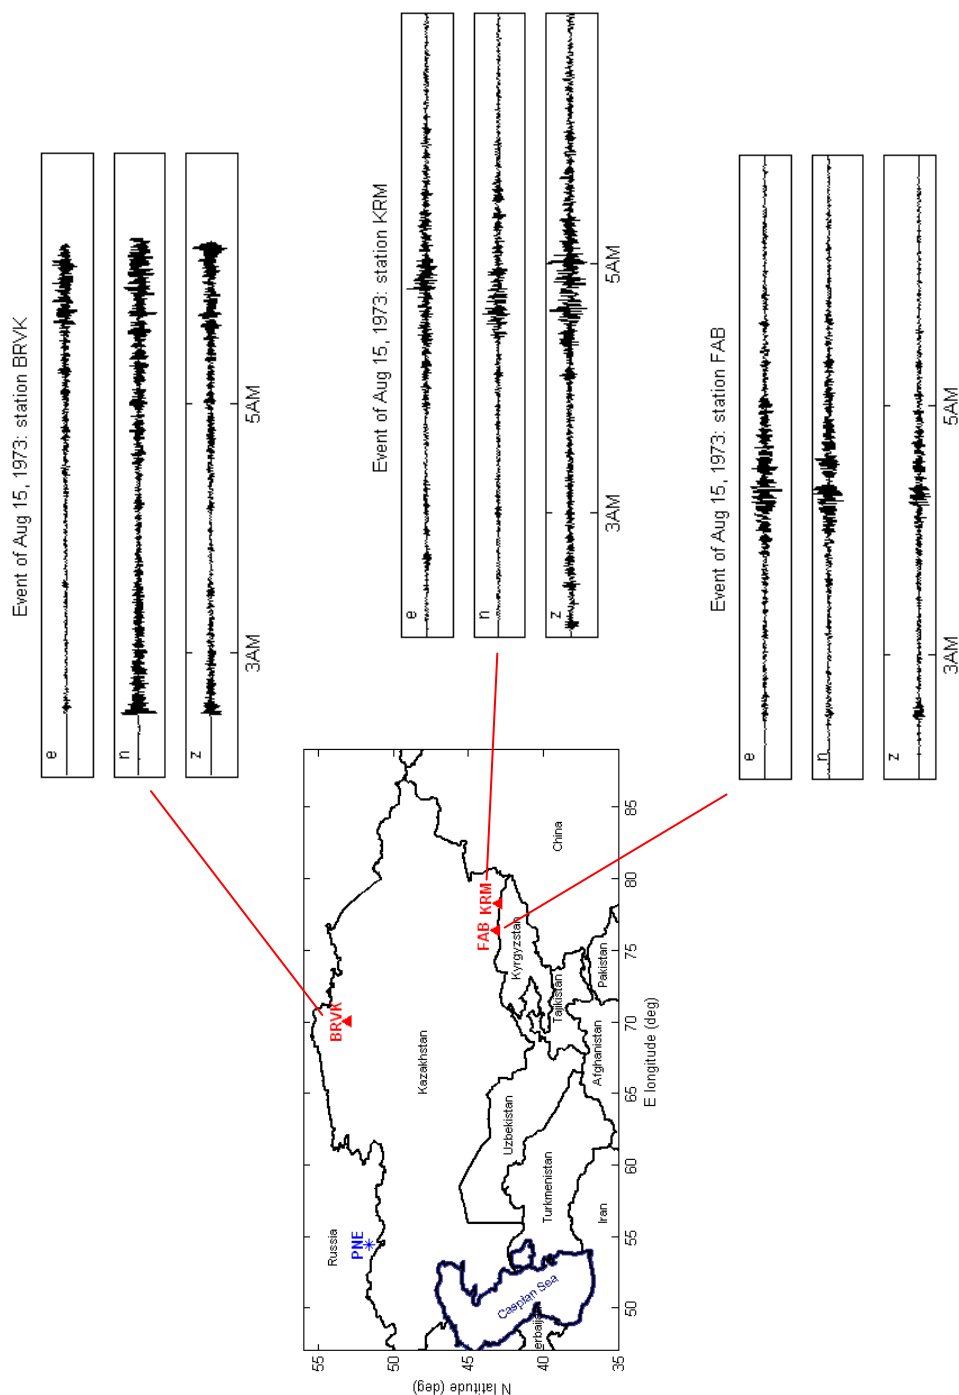 Event of Aug 15, 1973: station BRVK
e
n
z
3AM
5AM
Event of Aug 15, 1973: station KRM
e
n
z
3AM
5AM
Event of Aug 15, 1973: station FAB
e
n
z
3AM
5AM
N latitude (deg)
55
50
45
40
35
50
55
60
65
70
75
80
85
E longitude (deg)
Russia
PNE
BRVK
Kazakhstan
FAB
KRM
Kyrgyzstan
China
Uzbekistan
Turkmenistan
Tajikistan
Afghanistan
Pakistan
Iran
Caspian Sea
erbaijan